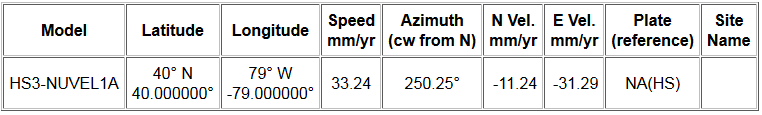 Model Latitude Longitude Speed mm/yr Azimuth (cw from N) N Vel. mm/yr E Vel. mm/yr Plate (reference) Site Name
HS3-NUVEL1A 40° N 40.000000° 79° W -79.000000° 33.24 250.25° -11.24 -31.29 NA(HS)